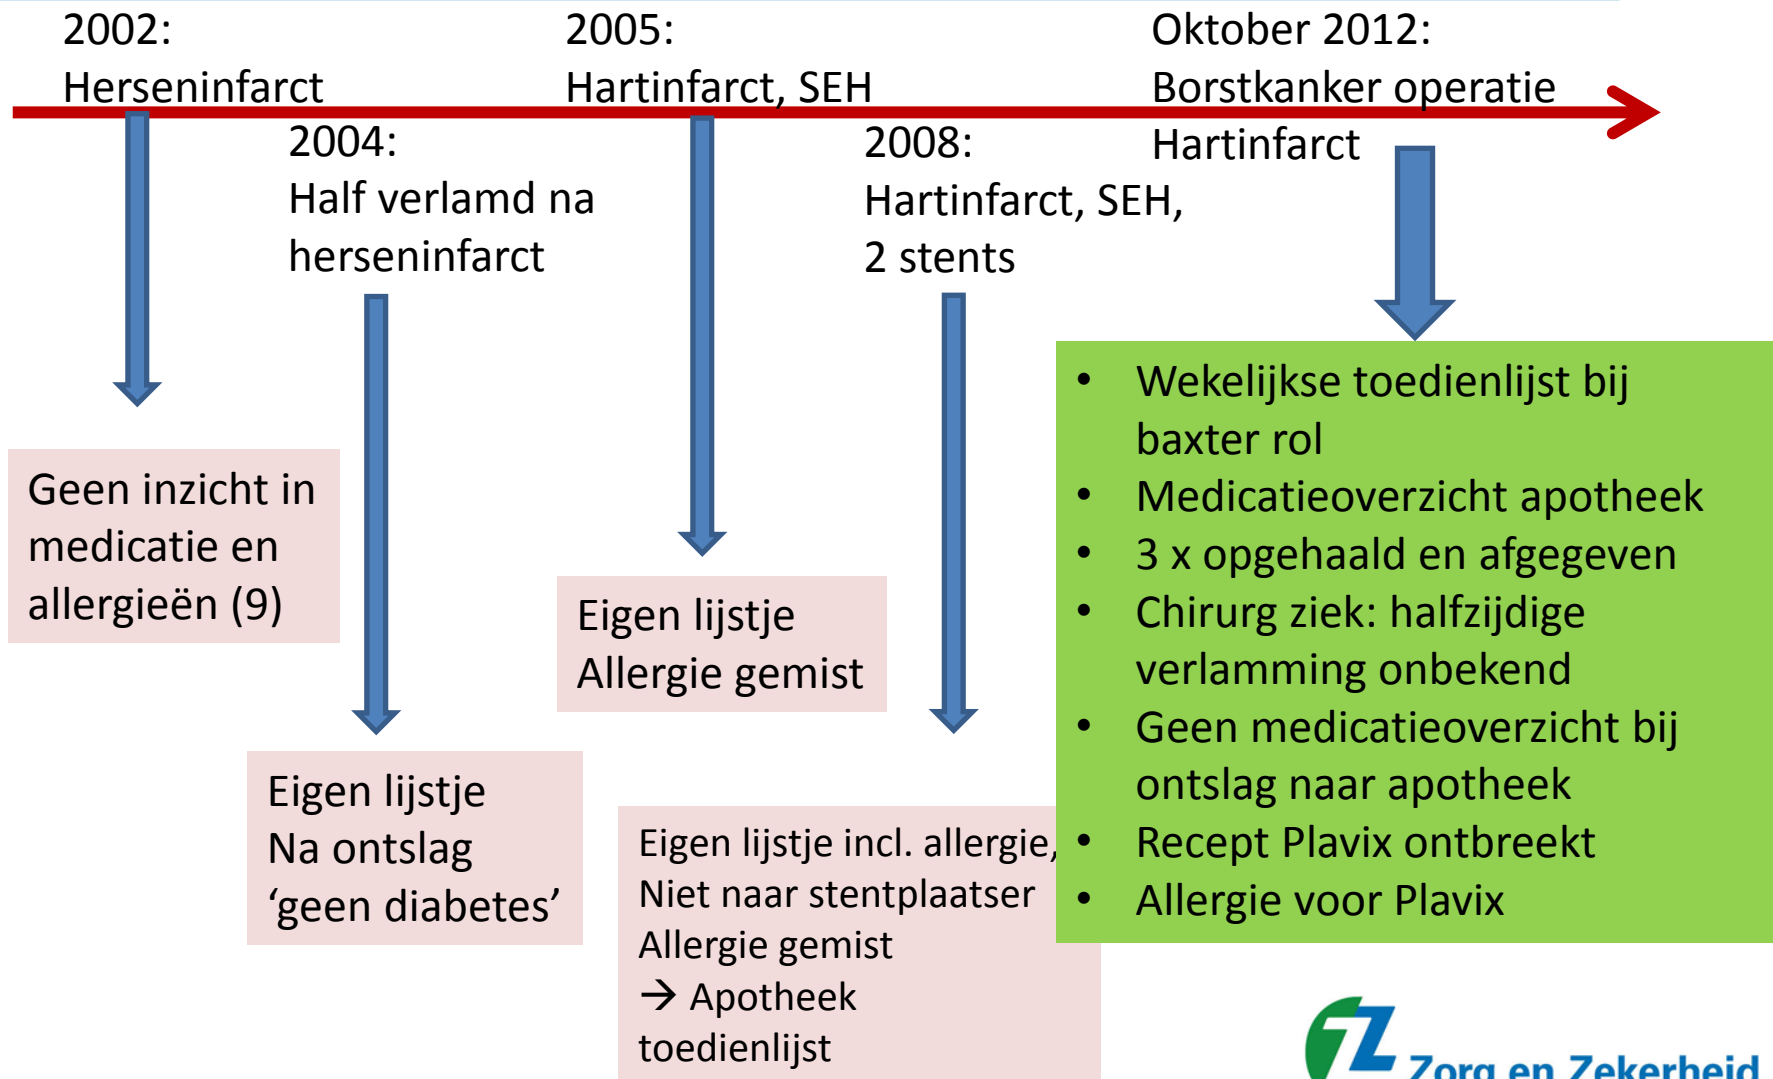 2002:
Herseninfarct
2004:
Half verlamd na
herseninfarct
2005:
Hartinfarct, SEH
2008:
Hartinfarct, SEH,
2 stents
Oktober 2012:
Borstkanker operatie
Hartinfarct
Geen inzicht in
medicatie en
allergieën (9)
Eigen lijstje
Na ontslag
‘geen diabetes’
Eigen lijstje
Allergie gemist
Eigen lijstje incl. allergie,
Niet naar stentplaatser
Allergie gemist
→ Apotheek
toedienlijst
• Wekelijkse toedienlijst bij
baxter rol
• Medicatieoverzicht apotheek
• 3 x opgehaald en afgegeven
• Chirurg ziek: halfzijdige
verlamming onbekend
• Geen medicatieoverzicht bij
ontslag naar apotheek
• Recept Plavix ontbreekt
• Allergie voor Plavix
Zorg en Zekerheid